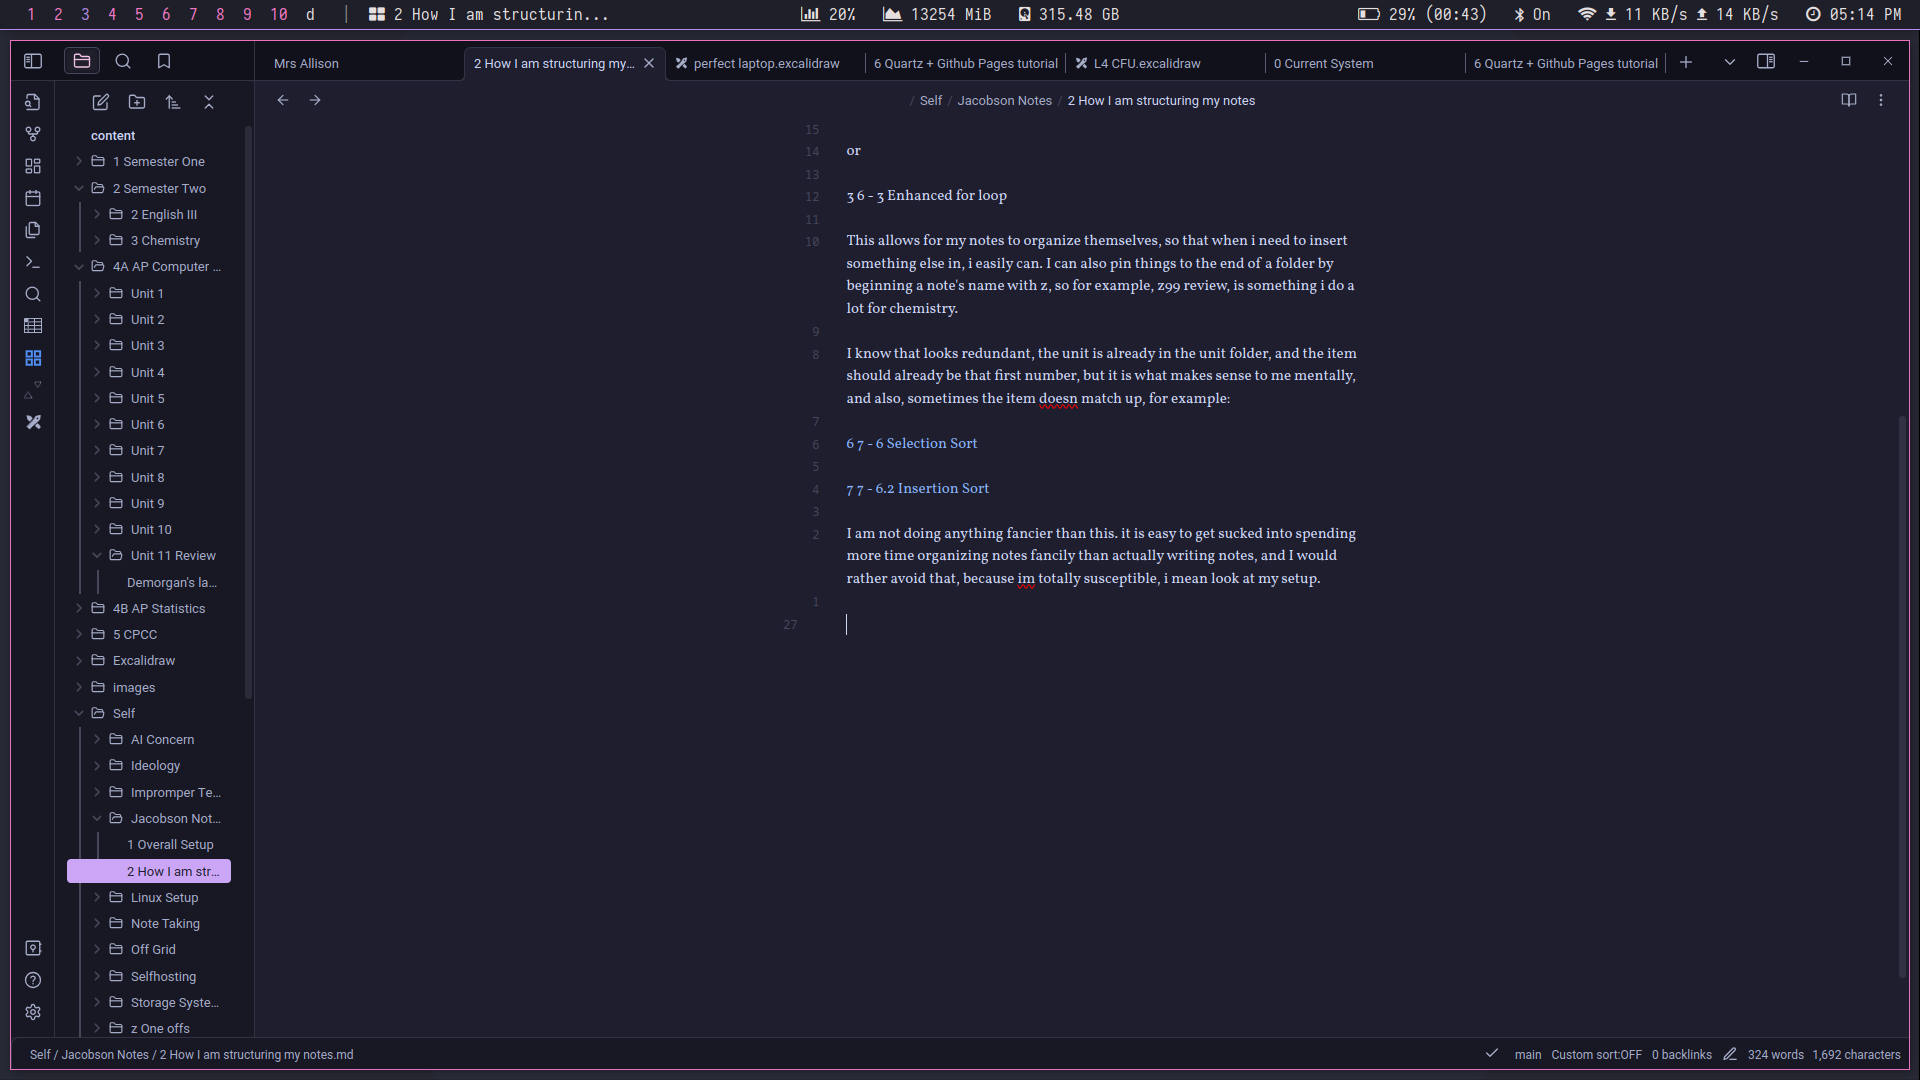 1 2 3 4 5 6 7 8 9 10 d | 2 How I am structurin... 20% 13254 MiB 315.48 GB 29% (00:43) On 11 KB/s 14 KB/s 05:14 PM
Mrs Allison
2 How I am structuring my...
perfect laptop.excalidraw
6 Quartz + Github Pages tutorial
L4 CFU.excalidraw
0 Current System
6 Quartz + Github Pages tutorial
/ Self / Jacobson Notes / 2 How I am structuring my notes
content
1 Semester One
2 Semester Two
2 English III
3 Chemistry
4A AP Computer ...
Unit 1
Unit 2
Unit 3
Unit 4
Unit 5
Unit 6
Unit 7
Unit 8
Unit 9
Unit 10
Unit 11 Review
Demorgan's la...
4B AP Statistics
5 CPCC
Excalidraw
images
Self
AI Concern
Ideology
Impromper Te...
Jacobson Not...
1 Overall Setup
2 How I am str...
Linux Setup
Note Taking
Off Grid
Selfhosting
Storage Syste...
z One offs
15
14 or
13
12 3 6 - 3 Enhanced for loop
11
10 This allows for my notes to organize themselves, so that when i need to insert
something else in, i easily can. I can also pin things to the end of a folder by
beginning a note's name with z, so for example, z99 review, is something i do a
lot for chemistry.
9
8 I know that looks redundant, the unit is already in the unit folder, and the item
should already be that first number, but it is what makes sense to me mentally,
and also, sometimes the item doesn match up, for example:
7
6 6 7 - 6 Selection Sort
5
4 7 7 - 6.2 Insertion Sort
3
2 I am not doing anything fancier than this. it is easy to get sucked into spending
more time organizing notes fancily than actually writing notes, and I would
rather avoid that, because im totally susceptible, i mean look at my setup.
1
27
Self / Jacobson Notes / 2 How I am structuring my notes.md
main Custom sort:OFF 0 backlinks 324 words 1,692 characters